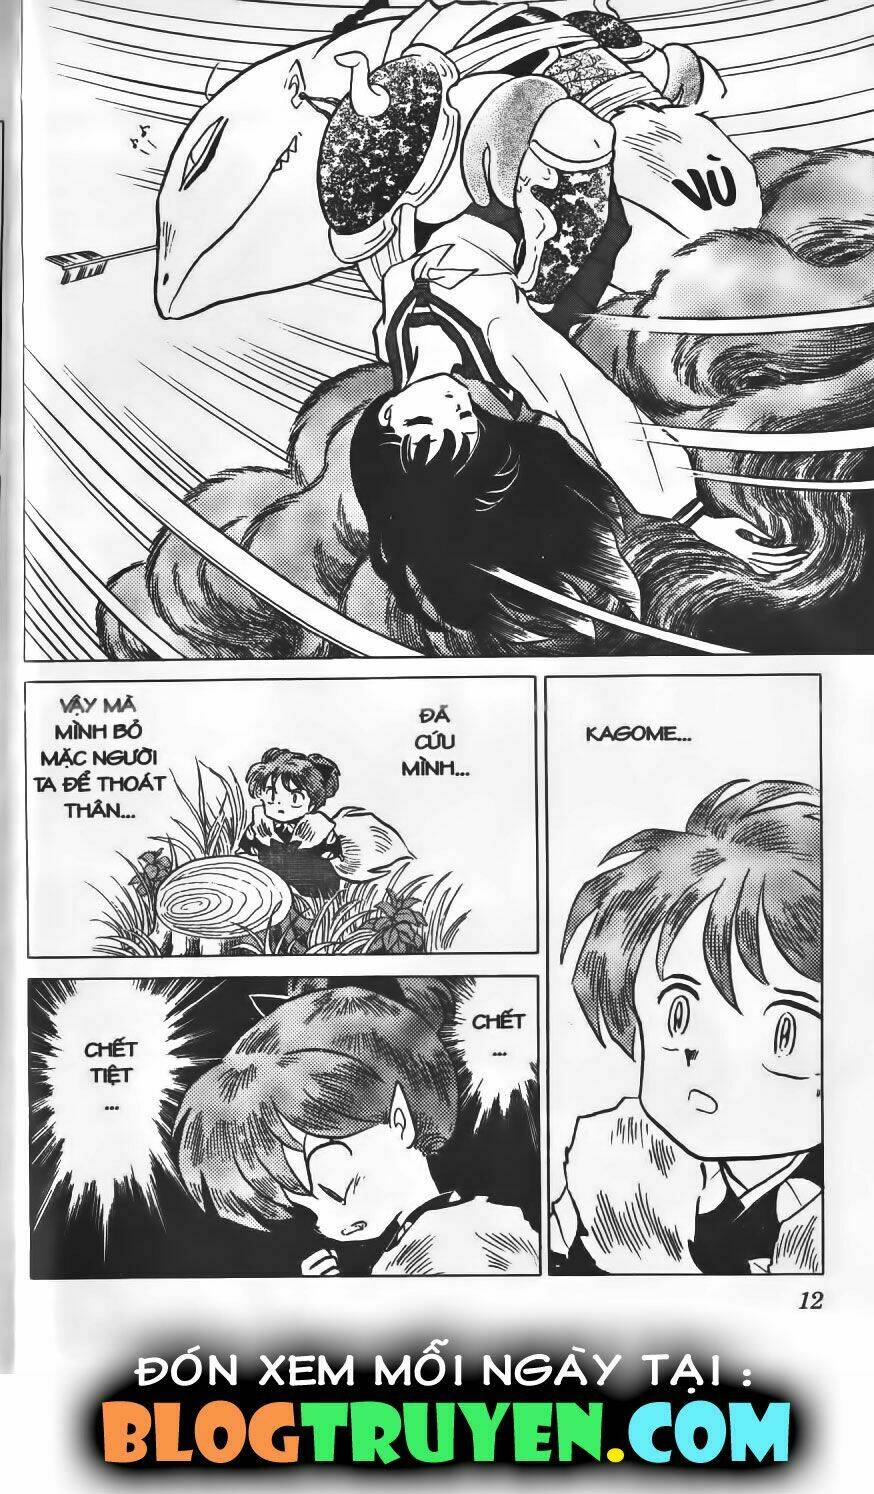 VÙ
KAGOME...
ĐÃ
CỨU
MÌNH...
VẬY MÀ
MÌNH BỎ
MẶC NGƯỜI
TA ĐỂ THOÁT
THÂN...
CHẾT
...
CHẾT
TIỆT
...
12
ĐÓN XEM MỖI NGÀY TẠI :
BLOGTRUYEN.COM